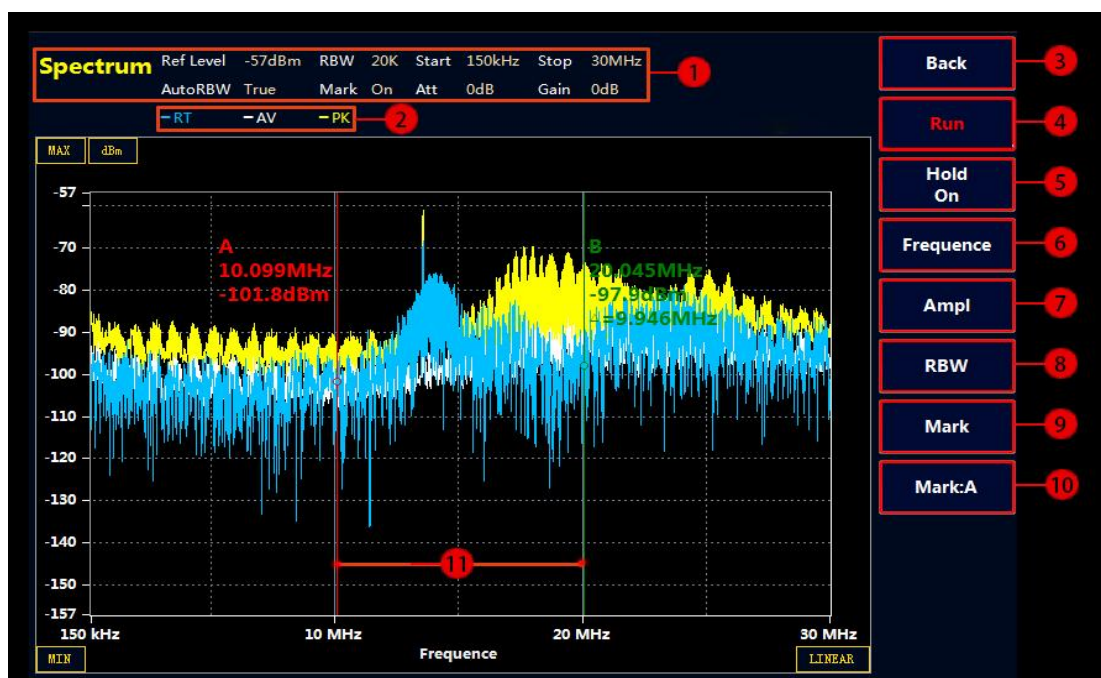 Spectrum Ref Level -57dBm RBW 20K Start 150kHz Stop 30MHz
AutoRBW True Mark On Att 0dB Gain 0dB
1
RT AV PK
2
MAX dBm
-57
-70
-80
-90
-100
-110
-120
-130
-140
-150
-157
A
10.099MHz
-101.8dBm
B
20.045MHz
-97.9dBm
=9.946MHz
11
150 kHz 10 MHz 20 MHz 30 MHz
Frequence
MIN LINEAR
Back 3
Run 4
Hold
On
5
Frequence 6
Ampl 7
RBW 8
Mark 9
Mark:A 10